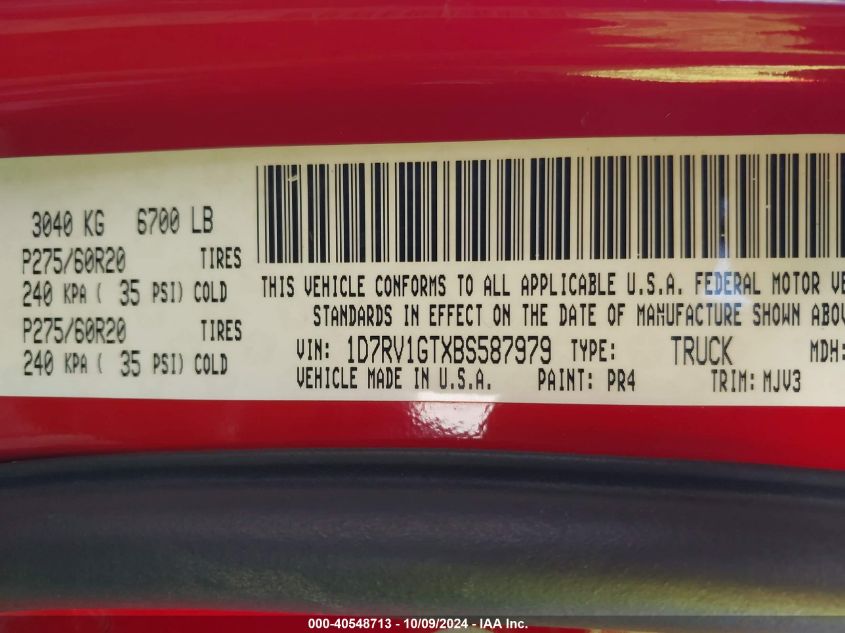 3040 KG 6700 LB
P275/60R20 TIRES
240 KPA ( 35 PSI) COLD
P275/60R20 TIRES
240 KPA ( 35 PSI) COLD
THIS VEHICLE CONFORMS TO ALL APPLICABLE U.S.A. FEDERAL MOTOR VE
STANDARDS IN EFFECT ON THE DATE OF MANUFACTURE SHOWN ABO
VIN: 1D7RV1GTXBS587979 TYPE: TRUCK MDH:
VEHICLE MADE IN U.S.A. PAINT: PR4 TRIM: MJV3
000-40548713 - 10/09/2024 - IAA Inc.